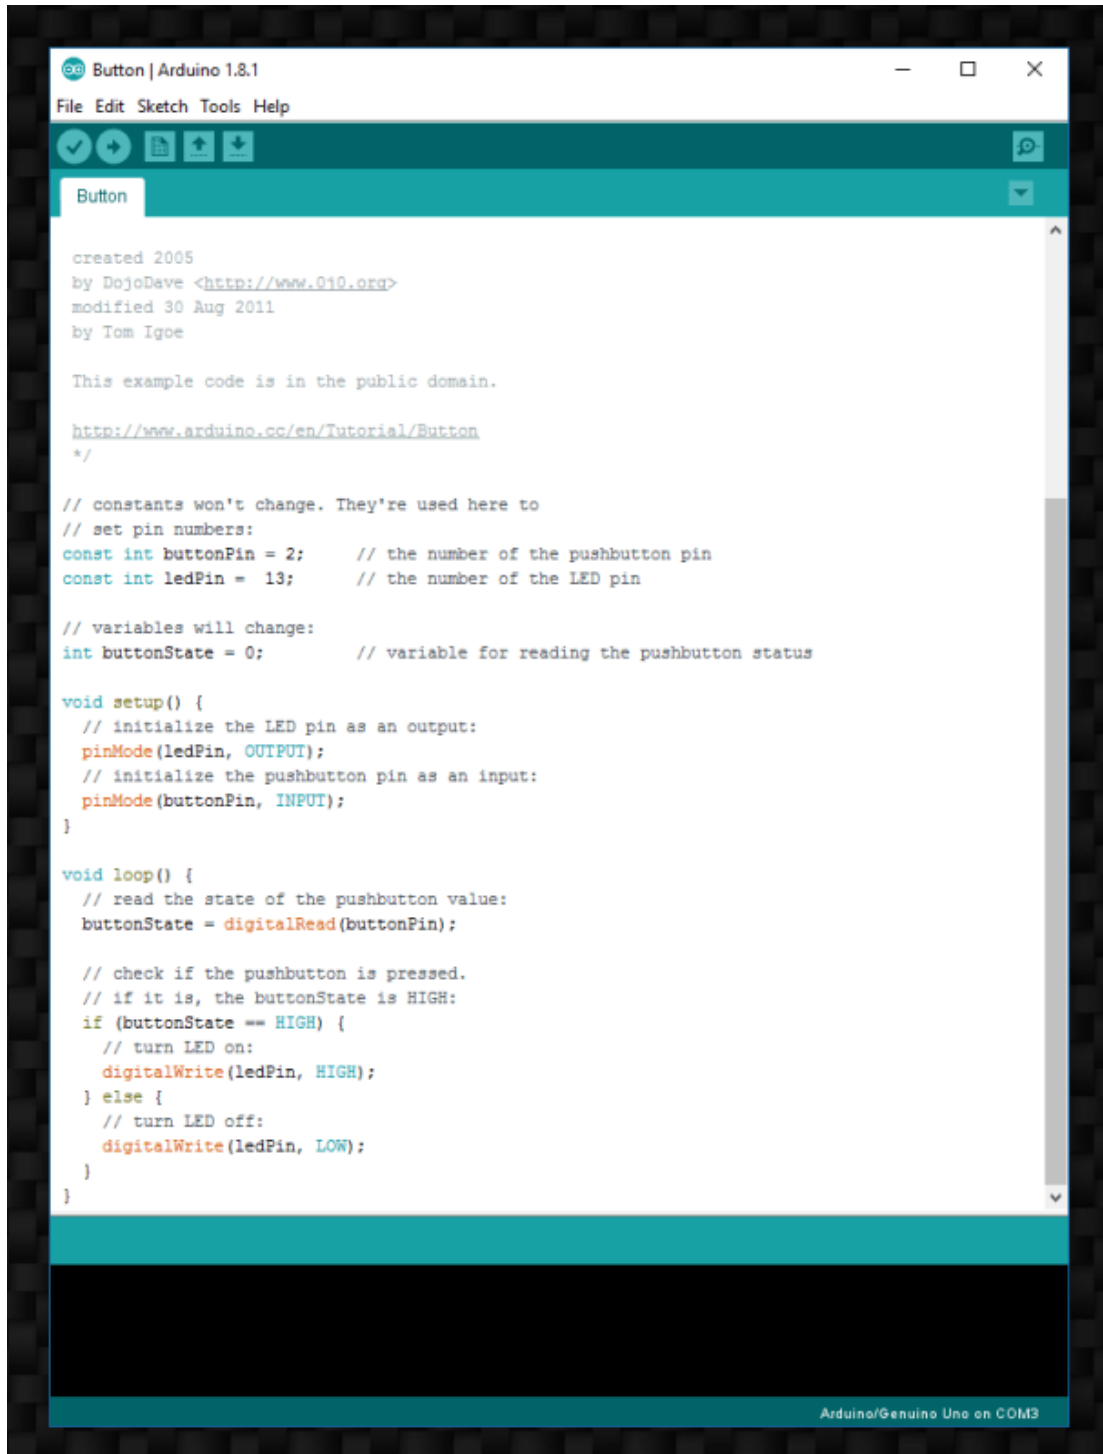 Button | Arduino 1.8.1
File Edit Sketch Tools Help
Button
created 2005
by DojoDave <http://www.0j0.org>
modified 30 Aug 2011
by Tom Igoe
This example code is in the public domain.
http://www.arduino.cc/en/Tutorial/Button
*/
// constants won't change. They're used here to
// set pin numbers:
const int buttonPin = 2;     // the number of the pushbutton pin
const int ledPin =  13;      // the number of the LED pin
// variables will change:
int buttonState = 0;         // variable for reading the pushbutton status
void setup() {
  // initialize the LED pin as an output:
  pinMode(ledPin, OUTPUT);
  // initialize the pushbutton pin as an input:
  pinMode(buttonPin, INPUT);
}
void loop() {
  // read the state of the pushbutton value:
  buttonState = digitalRead(buttonPin);
  // check if the pushbutton is pressed.
  // if it is, the buttonState is HIGH:
  if (buttonState == HIGH) {
    // turn LED on:
    digitalWrite(ledPin, HIGH);
  } else {
    // turn LED off:
    digitalWrite(ledPin, LOW);
  }
}
Arduino/Genuino Uno on COM3